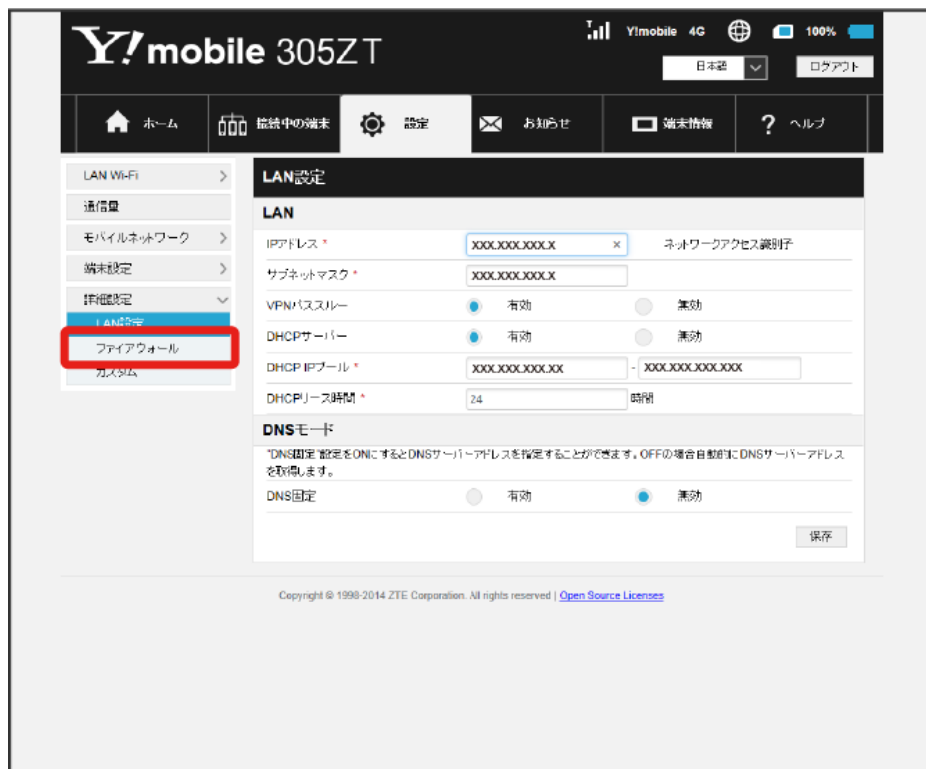 Y!mobile 305ZT
Y!mobile 4G 100%
日本語 ログアウト
ホーム 接続中の端末 設定 お知らせ 端末情報 ? ヘルプ
LAN Wi-Fi
通信量
モバイルネットワーク
端末設定
詳細設定
LAN設定
ファイアウォール
カスタム
LAN設定
LAN
IPアドレス * XXX.XXX.XXX.X × ネットワークアクセス識別子
サブネットマスク * XXX.XXX.XXX.X
VPNパススルー 有効 無効
DHCPサーバー 有効 無効
DHCP IPプール * XXX.XXX.XXX.XX - XXX.XXX.XXX.XXX
DHCPリース時間 * 24 時間
DNSモード
"DNS固定"設定をONにするとDNSサーバーアドレスを指定することができます。OFFの場合自動的にDNSサーバーアドレス
を取得します。
DNS固定 有効 無効
保存
Copyright © 1998-2014 ZTE Corporation. All rights reserved | Open Source Licenses